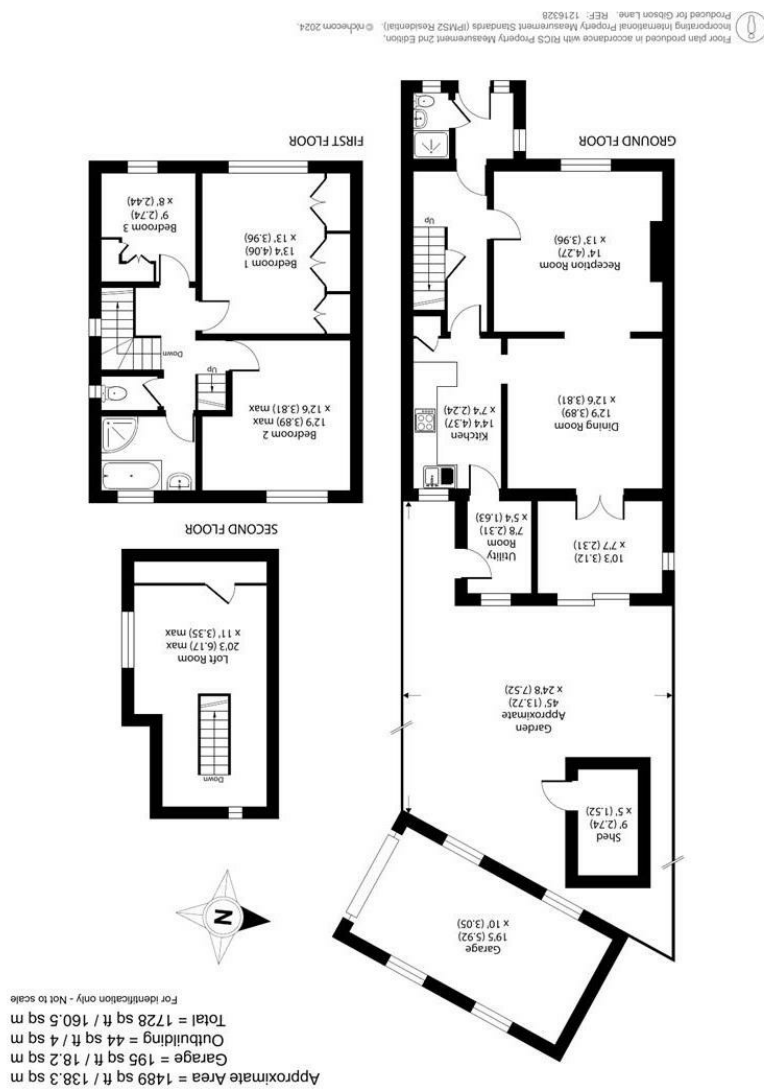 Approximate Area = 1489 sq ft / 138.3 sq m
Garage = 195 sq ft / 18.2 sq m
Outbuilding = 44 sq ft / 4 sq m
Total = 1728 sq ft / 160.5 sq m
For identification only - Not to scale
N
Garage
19'5 (5.92)
x 10' (3.05)
Shed
9' (2.74)
x 5' (1.52)
Garden
Approximate
45' (13.72)
x 24'8 (7.52)
10'3 (3.12)
x 7'7 (2.31)
Utility
Room
7'8 (2.31)
x 5'4 (1.63)
Dining Room
12'9 (3.89)
x 12'6 (3.81)
Kitchen
14'4 (4.37)
x 7'4 (2.24)
Reception Room
14' (4.27)
x 13' (3.96)
Up
GROUND FLOOR
Down
Loft Room
20'3 (6.17) max
x 11' (3.35) max
SECOND FLOOR
Bedroom 2
12'9 (3.89) max
x 12'6 (3.81) max
Up
Down
Bedroom 1
13'4 (4.06)
x 13' (3.96)
Bedroom 3
9' (2.74)
x 8' (2.44)
FIRST FLOOR
Floor plan produced in accordance with RICS Property Measurement 2nd Edition,
Incorporating International Property Measurement Standards (IPMS2 Residential). © nichecom 2024.
Produced for Gibson Lane. REF: 1216328